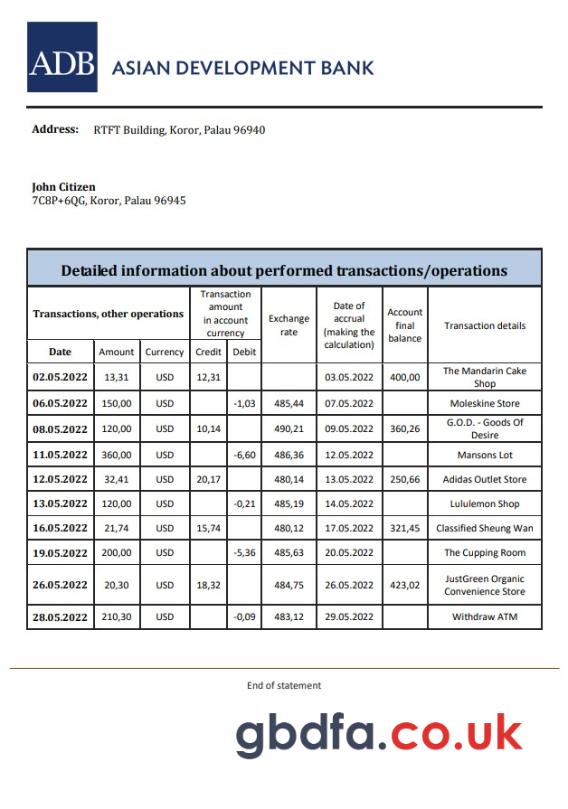 ADB ASIAN DEVELOPMENT BANK
Address: RTFT Building, Koror, Palau 96940
John Citizen
7C8P+6QG, Koror, Palau 96945
Detailed information about performed transactions/operations
Transactions, other operations
Transaction
amount
in account
currency
Exchange
rate
Date of
accrual
(making the
calculation)
Account
final
balance
Transaction details
Date Amount Currency Credit Debit
02.05.2022 13,31 USD 12,31 03.05.2022 400,00 The Mandarin Cake
Shop
06.05.2022 150,00 USD -1,03 485,44 07.05.2022 Moleskine Store
08.05.2022 120,00 USD 10,14 490,21 09.05.2022 360,26 G.O.D. - Goods Of
Desire
11.05.2022 360,00 USD -6,60 486,36 12.05.2022 Mansons Lot
12.05.2022 32,41 USD 20,17 480,14 13.05.2022 250,66 Adidas Outlet Store
13.05.2022 120,00 USD -0,21 485,19 14.05.2022 Lululemon Shop
16.05.2022 21,74 USD 15,74 480,12 17.05.2022 321,45 Classified Sheung Wan
19.05.2022 200,00 USD -5,36 485,63 20.05.2022 The Cupping Room
26.05.2022 20,30 USD 18,32 484,75 26.05.2022 423,02 JustGreen Organic
Convenience Store
28.05.2022 210,30 USD -0,09 483,12 29.05.2022 Withdraw ATM
End of statement
gbdfa.co.uk